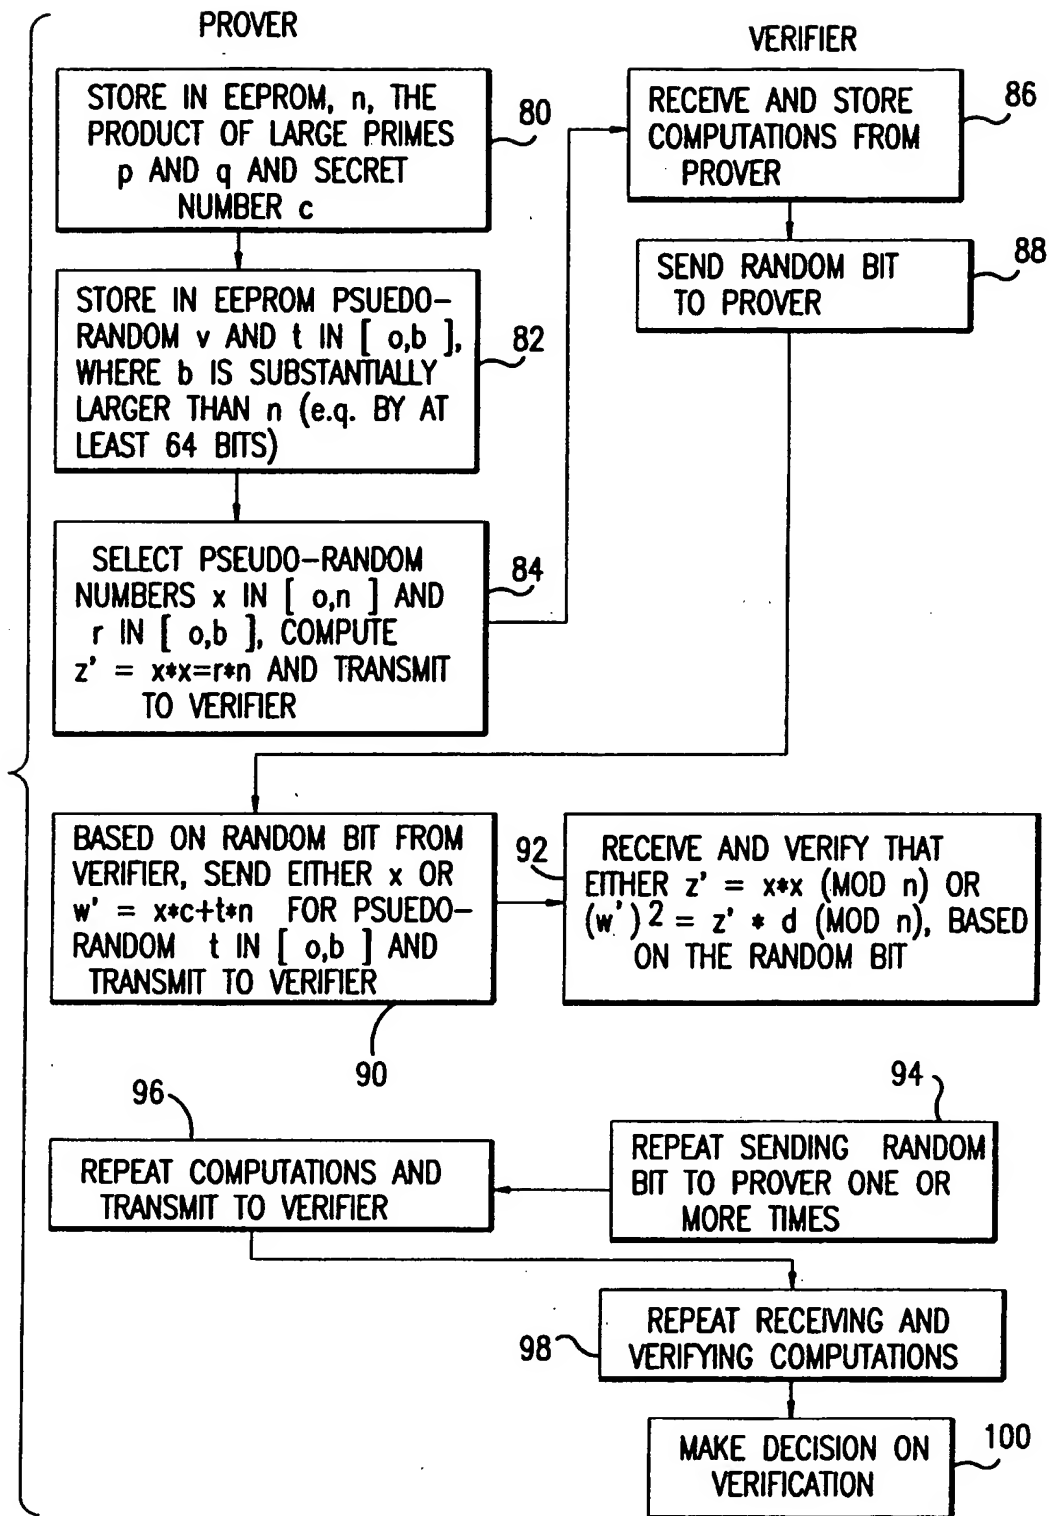 PROVER
STORE IN EEPROM, n, THE
PRODUCT OF LARGE PRIMES
p AND q AND SECRET
NUMBER c
80
STORE IN EEPROM PSUEDO-
RANDOM v AND t IN [ o,b ],
WHERE b IS SUBSTANTIALLY
LARGER THAN n (e.q. BY AT
LEAST 64 BITS)
82
SELECT PSEUDO-RANDOM
NUMBERS x IN [ o,n ] AND
r IN [ o,b ], COMPUTE
z' = x*x=r*n AND TRANSMIT
TO VERIFIER
84
VERIFIER
RECEIVE AND STORE
COMPUTATIONS FROM
PROVER
86
SEND RANDOM BIT
TO PROVER
88
BASED ON RANDOM BIT FROM
VERIFIER, SEND EITHER x OR
w' = x*c+t*n FOR PSUEDO-
RANDOM t IN [ o,b ] AND
TRANSMIT TO VERIFIER
90
92
RECEIVE AND VERIFY THAT
EITHER z' = x*x (MOD n) OR
(w')2 = z' * d (MOD n), BASED
ON THE RANDOM BIT
94
REPEAT SENDING RANDOM
BIT TO PROVER ONE OR
MORE TIMES
96
REPEAT COMPUTATIONS AND
TRANSMIT TO VERIFIER
98
REPEAT RECEIVING AND
VERIFYING COMPUTATIONS
MAKE DECISION ON
VERIFICATION
100